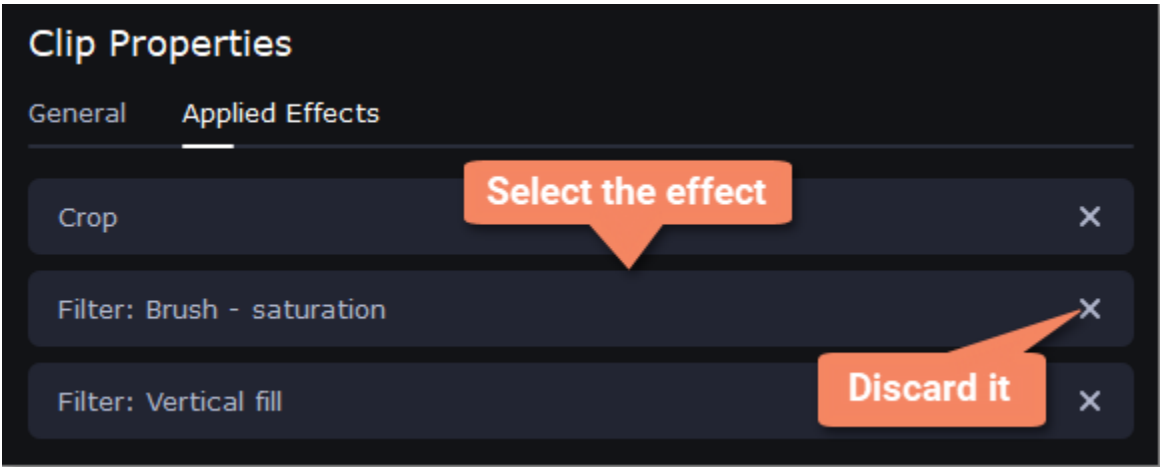 Clip Properties
General Applied Effects
Select the effect
Crop
Filter: Brush - saturation
Discard it
Filter: Vertical fill